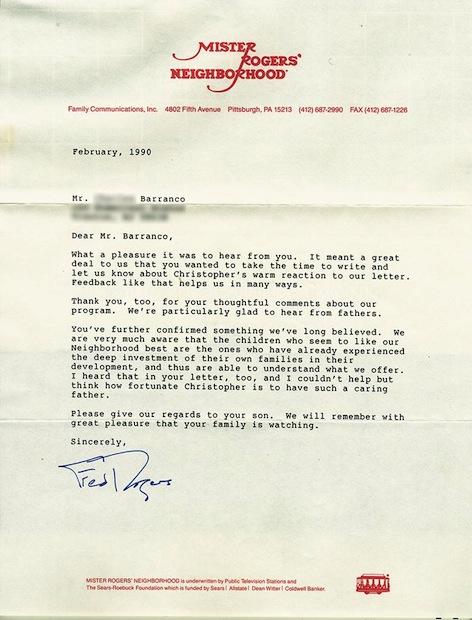 MISTER
ROGERS'
NEIGHBORHOOD
Family Communications, Inc. 4802 Fifth Avenue Pittsburgh, PA 15213 (412) 687-2990 FAX (412) 687-1226
February, 1990
Mr. Barranco
Dear Mr. Barranco,
What a pleasure it was to hear from you. It meant a great
deal to us that you wanted to take the time to write and
let us know about Christopher's warm reaction to our letter.
Feedback like that helps us in many ways.
Thank you, too, for your thoughtful comments about our
program. We're particularly glad to hear from fathers.
You've further confirmed something we've long believed. We
are very much aware that the children who seem to like our
Neighborhood best are the ones who have already experienced
the deep investment of their own families in their
development, and thus are able to understand what we offer.
I heard that in your letter, too, and I couldn't help but
think how fortunate Christopher is to have such a caring
father.
Please give our regards to your son. We will remember with
great pleasure that your family is watching.
Sincerely,
Fred Rogers
MISTER ROGERS' NEIGHBORHOOD is underwritten by Public Television Stations and
The Sears-Roebuck Foundation which is funded by Sears | Allstate | Dean Witter | Coldwell Banker.